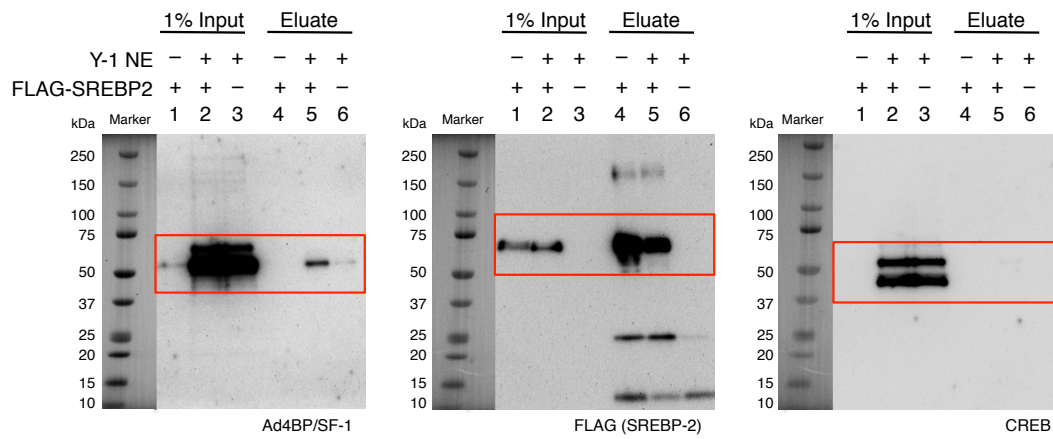 1% Input Eluate 1% Input Eluate 1% Input Eluate
Y-1 NE − + + − + + − + + − + + − + + − + +
FLAG-SREBP2 + + − + + − + + − + + − + + − + + −
kDa Marker 1 2 3 4 5 6 kDa Marker 1 2 3 4 5 6 kDa Marker 1 2 3 4 5 6
250 250 250
150 150 150
100 100 100
75 75 75
50 50 50
37 37 37
25 25 25
20 20 20
15 15 15
10 10 10
Ad4BP/SF-1 FLAG (SREBP-2) CREB